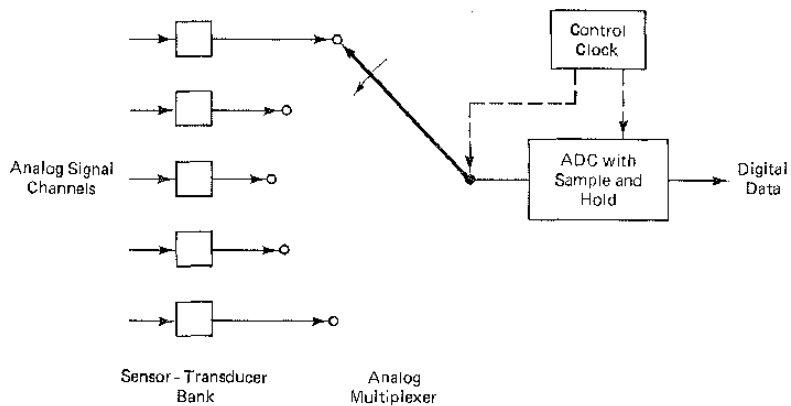 Control
Clock
Analog Signal
Channels
ADC with
Sample and
Hold
Digital
Data
Sensor - Transducer
Bank
Analog
Multiplexer